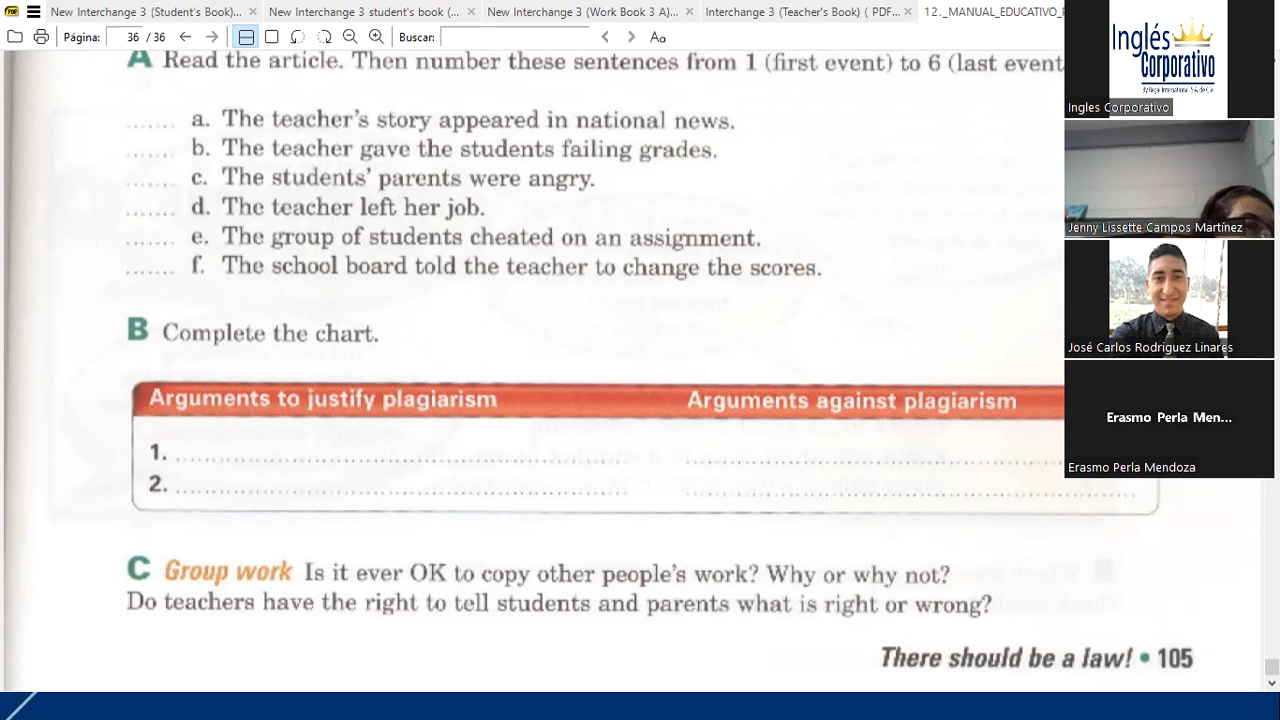 New Interchange 3 (Student's Book)...
New Interchange 3 student's book (...
New Interchange 3 (Work Book 3 A)...
Interchange 3 (Teacher's Book) ( PDF...
12._MANUAL_EDUCATIVO_
Página: 36 / 36 Buscar:
A Read the article. Then number these sentences from 1 (first event) to 6 (last event
....... a. The teacher's story appeared in national news.
....... b. The teacher gave the students failing grades.
....... c. The students' parents were angry.
....... d. The teacher left her job.
....... e. The group of students cheated on an assignment.
....... f. The school board told the teacher to change the scores.
B Complete the chart.
Arguments to justify plagiarism Arguments against plagiarism
1.
2.
C Group work Is it ever OK to copy other people's work? Why or why not?
Do teachers have the right to tell students and parents what is right or wrong?
There should be a law! • 105
Inglés
Corporativo
By Regal International, S.A. de C.V.
Ingles Corporativo
Jenny Lissette Campos Martínez
José Carlos Rodriguez Linares
Erasmo Perla Men...
Erasmo Perla Mendoza